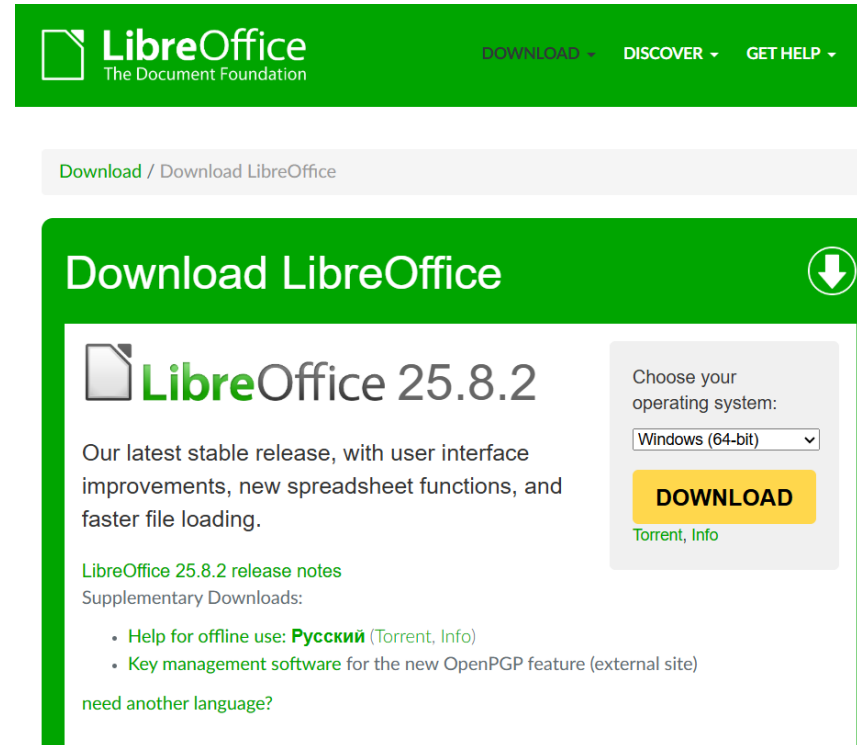 LibreOffice
The Document Foundation
DOWNLOAD
DISCOVER
GET HELP
Download / Download LibreOffice
Download LibreOffice
LibreOffice 25.8.2
Our latest stable release, with user interface
improvements, new spreadsheet functions, and
faster file loading.
LibreOffice 25.8.2 release notes
Supplementary Downloads:
• Help for offline use: Русский (Torrent, Info)
• Key management software for the new OpenPGP feature (external site)
need another language?
Choose your
operating system:
Windows (64-bit)
DOWNLOAD
Torrent, Info